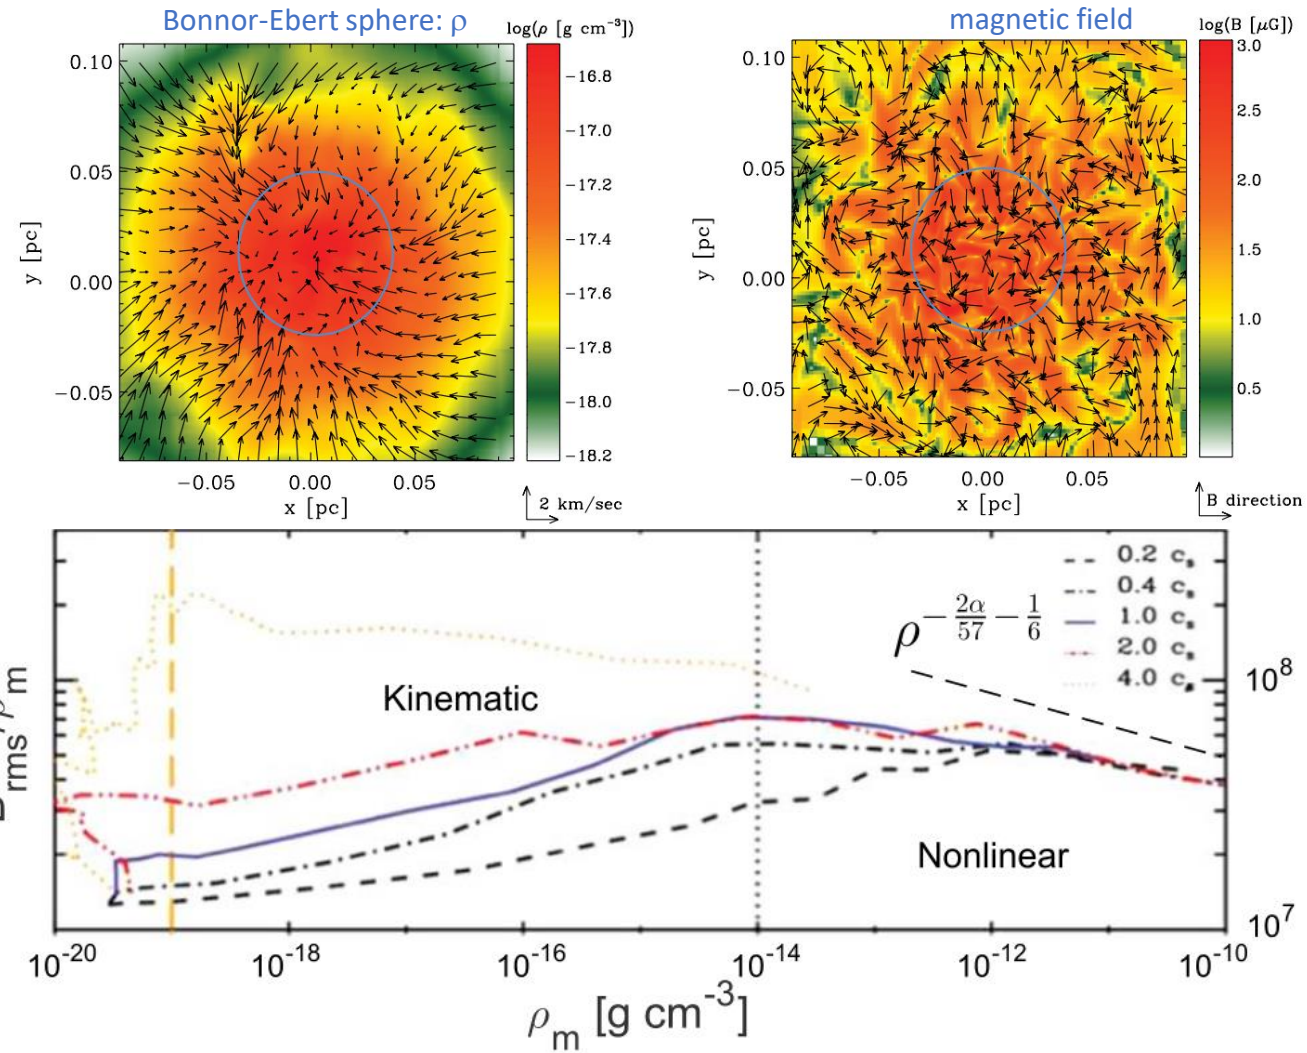 Bonnor-Ebert sphere: ρ
log(ρ [g cm⁻³])
0.10
0.05
0.00
−0.05
y [pc]
−0.05 0.00 0.05
x [pc]
2 km/sec
−16.8
−17.0
−17.2
−17.4
−17.6
−17.8
−18.0
−18.2
magnetic field
log(B [μG])
0.10
0.05
0.00
−0.05
y [pc]
−0.05 0.00 0.05
x [pc]
B direction
3.0
2.5
2.0
1.5
1.0
0.5
0.2 cₛ
0.4 cₛ
1.0 cₛ
2.0 cₛ
4.0 cₛ
ρ^{−2α/57 − 1/6}
Kinematic
Nonlinear
10⁸
10⁷
10⁻²⁰ 10⁻¹⁸ 10⁻¹⁶ 10⁻¹⁴ 10⁻¹² 10⁻¹⁰
ρₘ [g cm⁻³]